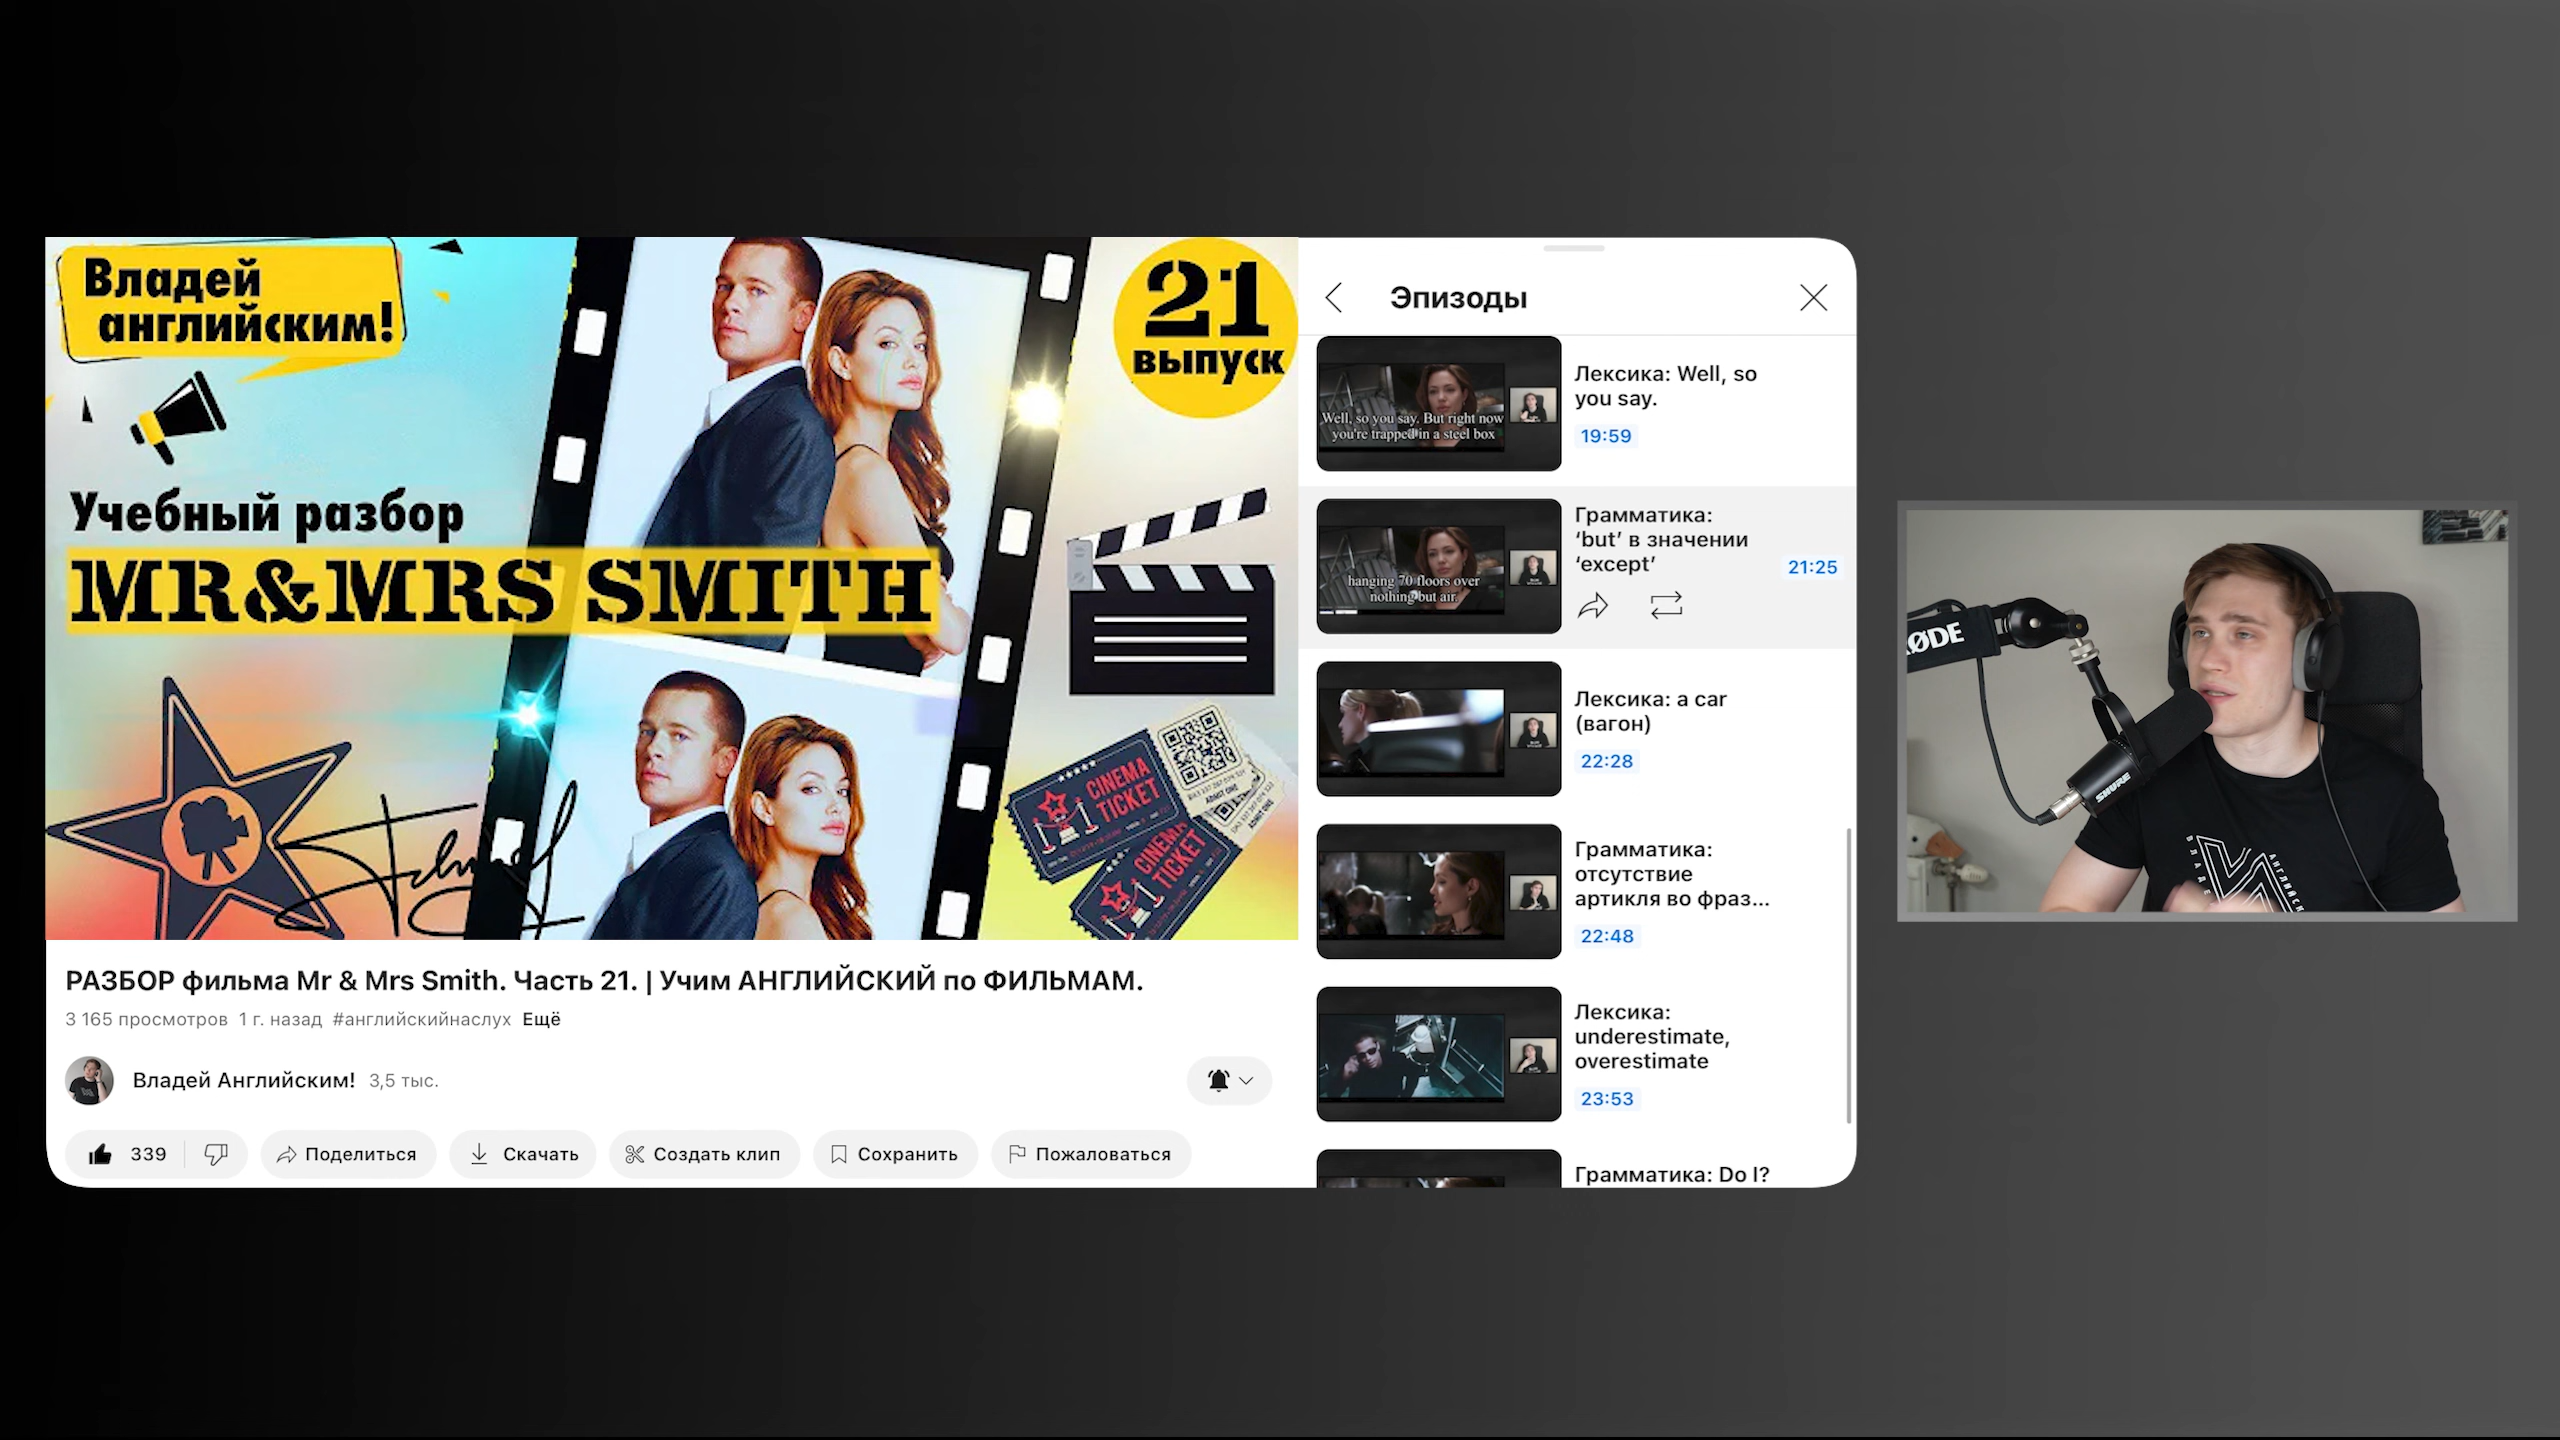 Владей
английским!
21
выпуск
Учебный разбор
MR&MRS SMITH
CINEMA
TICKET
ADMIT ONE
CINEMA
TICKET
РАЗБОР фильма Mr & Mrs Smith. Часть 21. | Учим АНГЛИЙСКИЙ по ФИЛЬМАМ.
3 165 просмотров 1 г. назад #английскийнаслух Ещё
Владей Английским! 3,5 тыс.
339
Поделиться
Скачать
Создать клип
Сохранить
Пожаловаться
Эпизоды
Well, so you say. But right now
you're trapped in a steel box
Лексика: Well, so
you say.
19:59
hanging 70 floors over
nothing but air.
Грамматика:
‘but’ в значении
‘except’
21:25
Лексика: a car
(вагон)
22:28
Грамматика:
отсутствие
артикля во фраз...
22:48
Лексика:
underestimate,
overestimate
23:53
Грамматика: Do I?
RØDE
SHURE